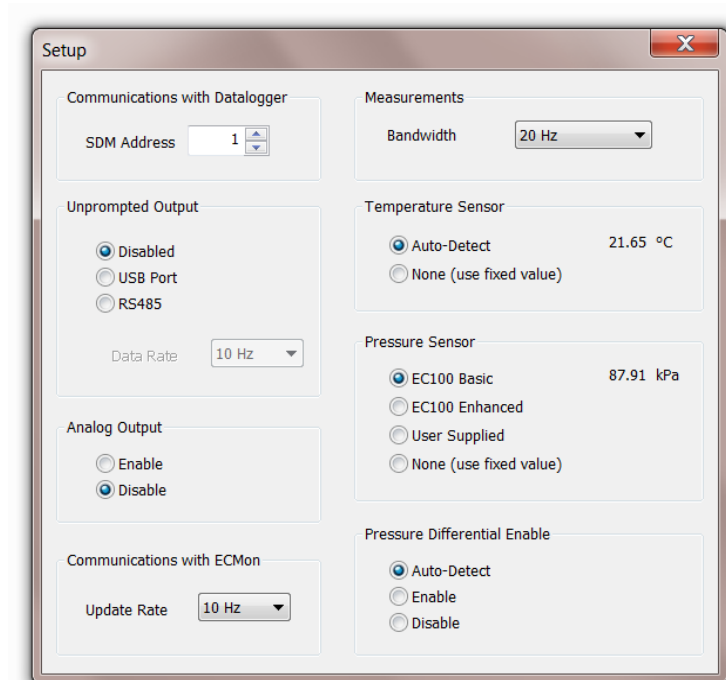 Setup
Communications with Datalogger
SDM Address 1
Unprompted Output
Disabled
USB Port
RS485
Data Rate 10 Hz
Analog Output
Enable
Disable
Communications with ECMon
Update Rate 10 Hz
Measurements
Bandwidth 20 Hz
Temperature Sensor
Auto-Detect 21.65 ºC
None (use fixed value)
Pressure Sensor
EC100 Basic 87.91 kPa
EC100 Enhanced
User Supplied
None (use fixed value)
Pressure Differential Enable
Auto-Detect
Enable
Disable